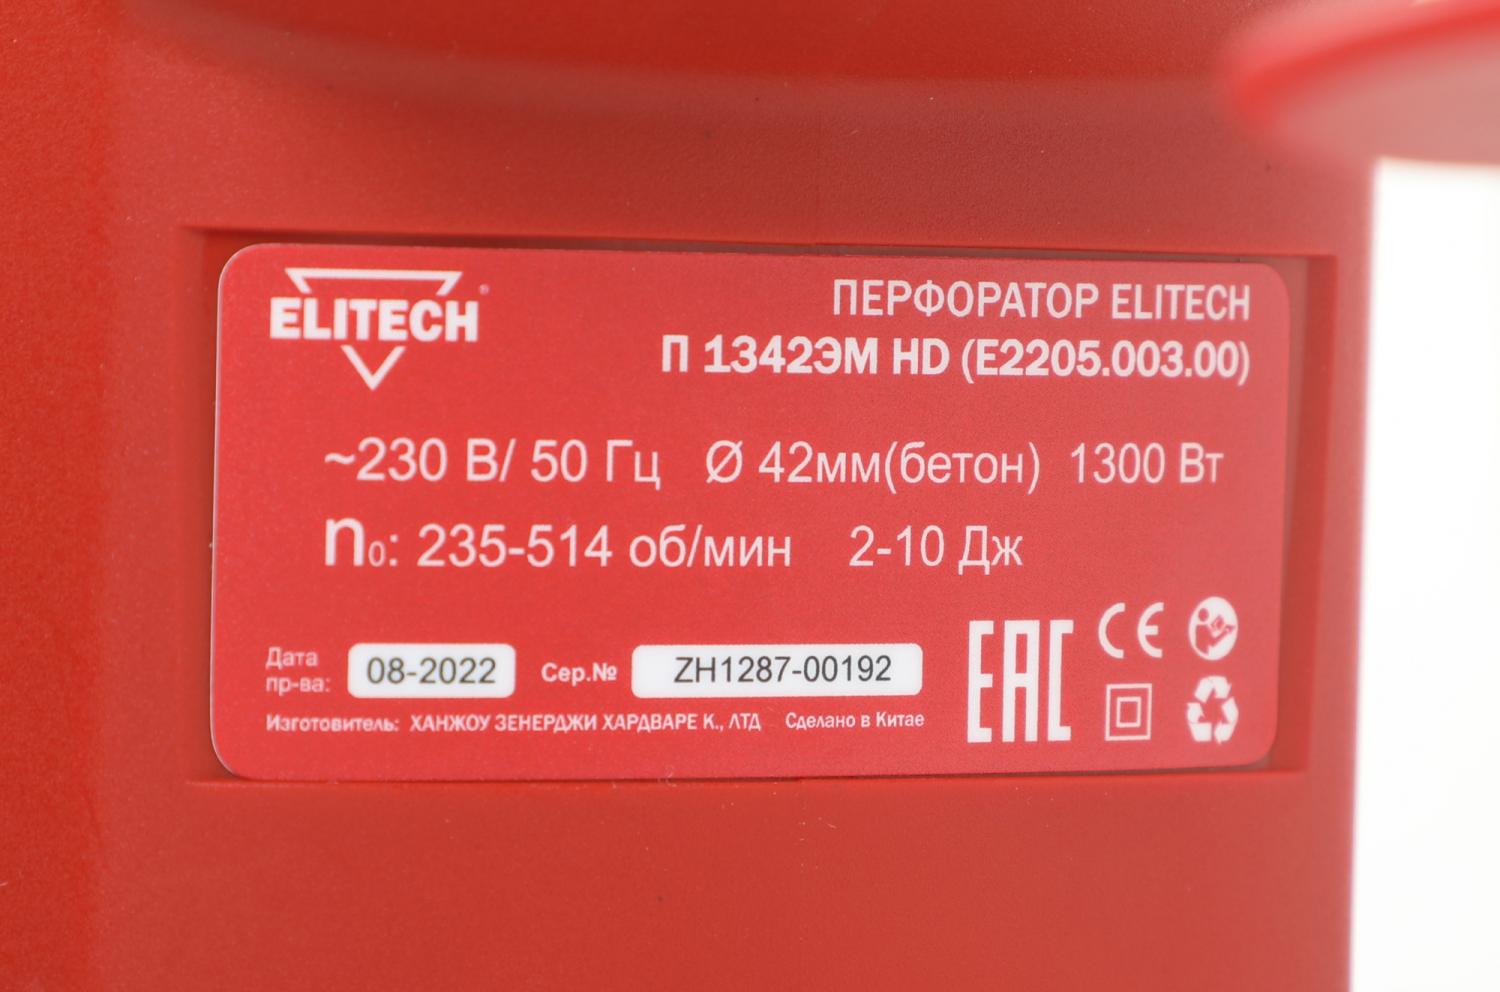 ELITECH
ПЕРФОРАТОР ELITECH
П 1342ЭМ HD (E2205.003.00)
~230 В/ 50 Гц Ø 42мм(бетон) 1300 Вт
n₀: 235-514 об/мин 2-10 Дж
Дата пр-ва: 08-2022 Сер.№ ZH1287-00192
Изготовитель: ХАНЖОУ ЗЕНЕРДЖИ ХАРДВАРЕ К., ЛТД Сделано в Китае
EAC CE